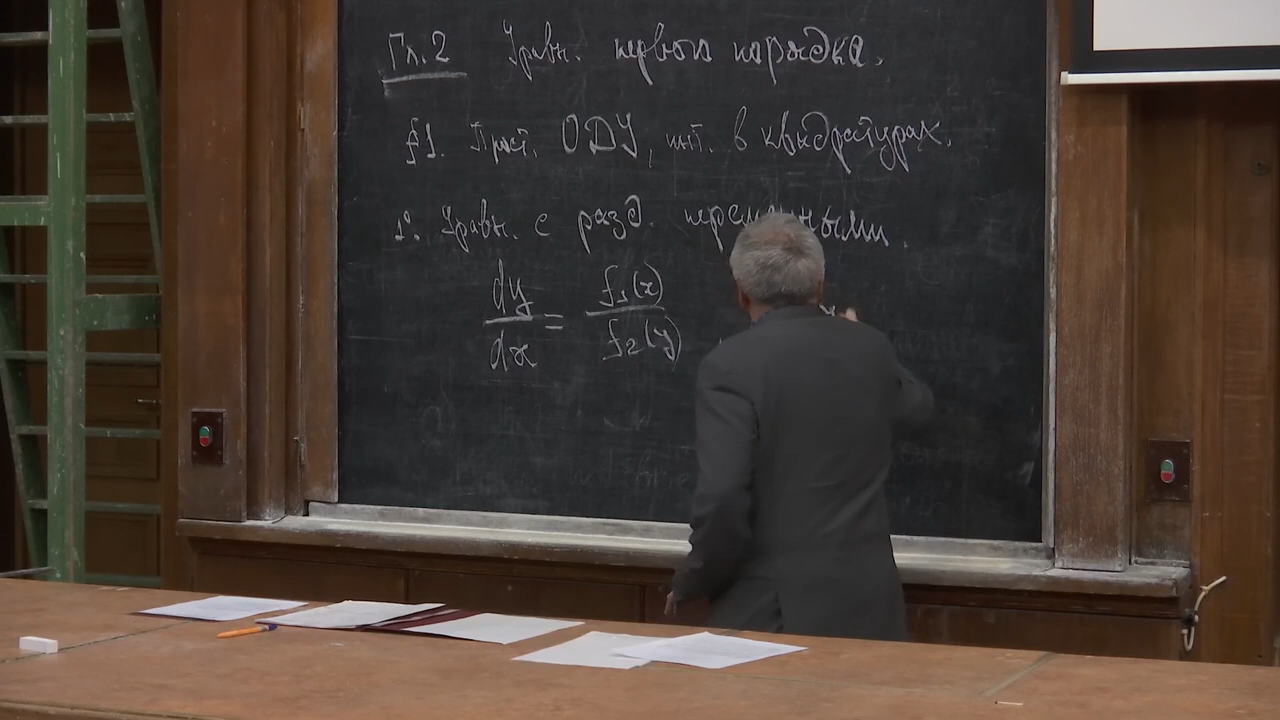 Гл.2 Уравн. первого порядка.
§1. Прост. ОДУ, инт. в квадратурах.
1°. Уравн. с разд. переменными.
dy/dx = f₁(x)/f₂(y)